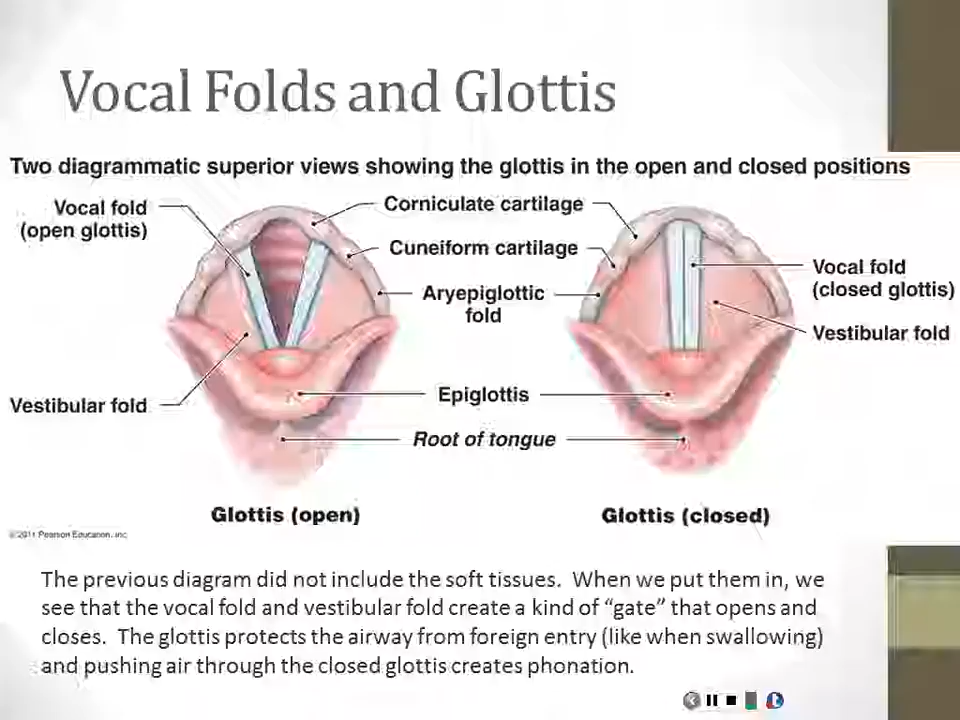 Vocal Folds and Glottis
Two diagrammatic superior views showing the glottis in the open and closed positions
Vocal fold
(open glottis)
Vestibular fold
Corniculate cartilage
Cuneiform cartilage
Aryepiglottic
fold
Epiglottis
Root of tongue
Vocal fold
(closed glottis)
Vestibular fold
Glottis (open)
Glottis (closed)
©2011 Pearson Education, Inc.
The previous diagram did not include the soft tissues. When we put them in, we
see that the vocal fold and vestibular fold create a kind of “gate” that opens and
closes. The glottis protects the airway from foreign entry (like when swallowing)
and pushing air through the closed glottis creates phonation.